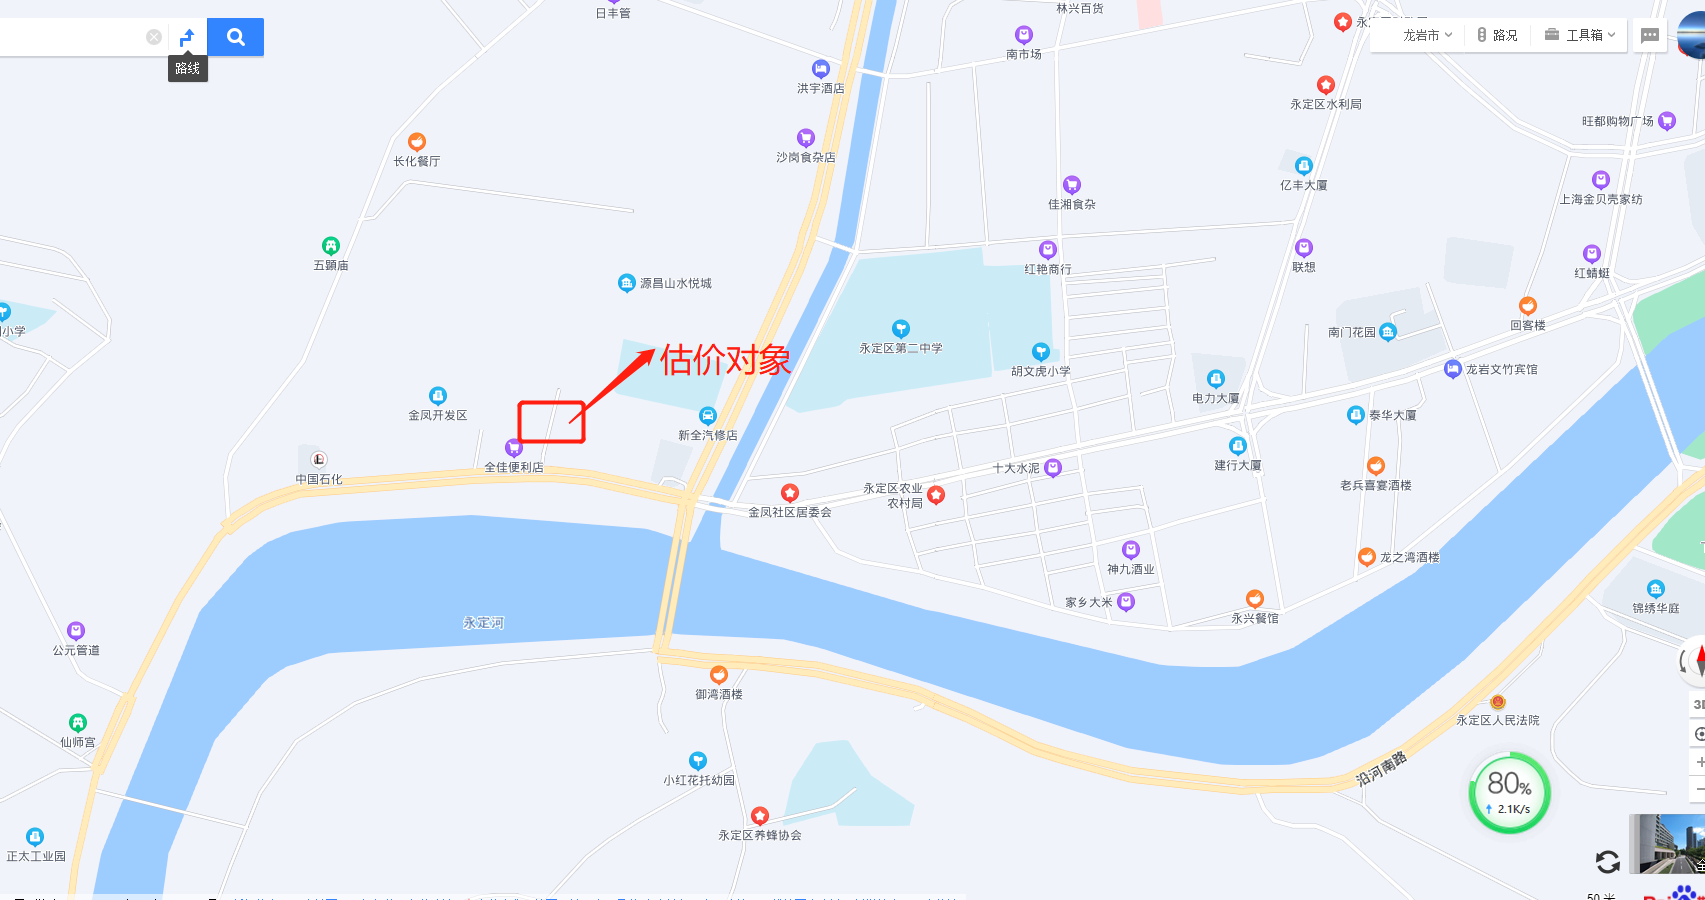 日丰管
林兴百货
南市场
龙岩市
路况
工具箱
路线
洪宇酒店
永定区水利局
旺都购物广场
长化餐厅
沙岗食杂店
亿丰大厦
佳湘食杂
上海金贝壳家纺
五顯庙
红艳商行
联想
红蜻蜓
源昌山水悦城
小学
回客楼
南门花园
永定区第二中学
估价对象
胡文虎小学
龙岩文竹宾馆
电力大厦
金凤开发区
泰华大厦
新全汽修店
全佳便利店
建行大厦
十大水泥
中国石化
老兵喜宴酒楼
永定区农业
农村局
金凤社区居委会
龙之湾酒楼
神九酒业
家乡大米
锦绣华庭
永兴餐馆
永定河
公元管道
御湾酒楼
永定区人民法院
仙师宫
沿河南路
小红花托幼园
80%
2.1K/s
永定区养蜂协会
正太工业园